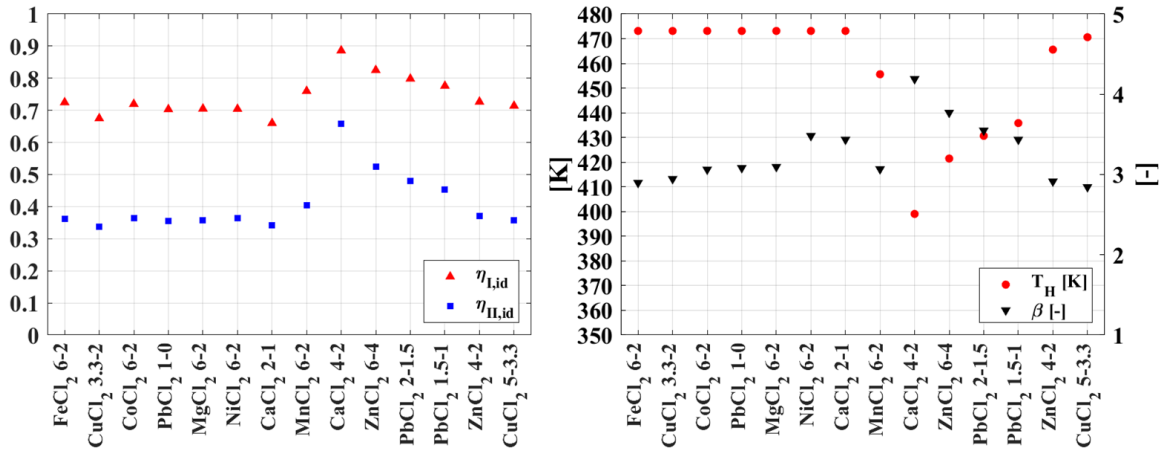 1
0.9
0.8
0.7
0.6
0.5
0.4
0.3
0.2
0.1
0
η_I,id
η_II,id
FeCl₂ 6-2
CuCl₂ 3.3-2
CoCl₂ 6-2
PbCl₂ 1-0
MgCl₂ 6-2
NiCl₂ 6-2
CaCl₂ 2-1
MnCl₂ 6-2
CaCl₂ 4-2
ZnCl₂ 6-4
PbCl₂ 2-1.5
PbCl₂ 1.5-1
ZnCl₂ 4-2
CuCl₂ 5-3.3
[K]
480
470
460
450
440
430
420
410
400
390
380
370
360
350
T_H [K]
β [-]
5
4
3
2
1
[-]
FeCl₂ 6-2
CuCl₂ 3.3-2
CoCl₂ 6-2
PbCl₂ 1-0
MgCl₂ 6-2
NiCl₂ 6-2
CaCl₂ 2-1
MnCl₂ 6-2
CaCl₂ 4-2
ZnCl₂ 6-4
PbCl₂ 2-1.5
PbCl₂ 1.5-1
ZnCl₂ 4-2
CuCl₂ 5-3.3